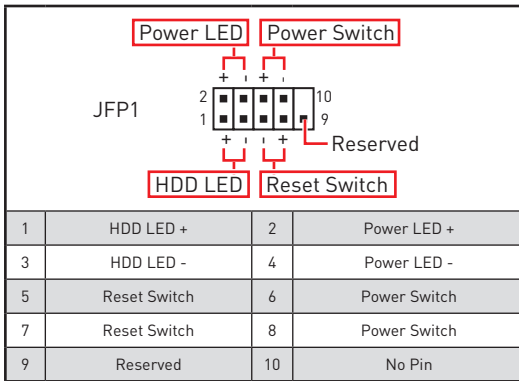 Power LED Power Switch
+ - + -
JFP1
2 10
1 9
+ - - +
Reserved
HDD LED Reset Switch
1 HDD LED + 2 Power LED +
3 HDD LED - 4 Power LED -
5 Reset Switch 6 Power Switch
7 Reset Switch 8 Power Switch
9 Reserved 10 No Pin